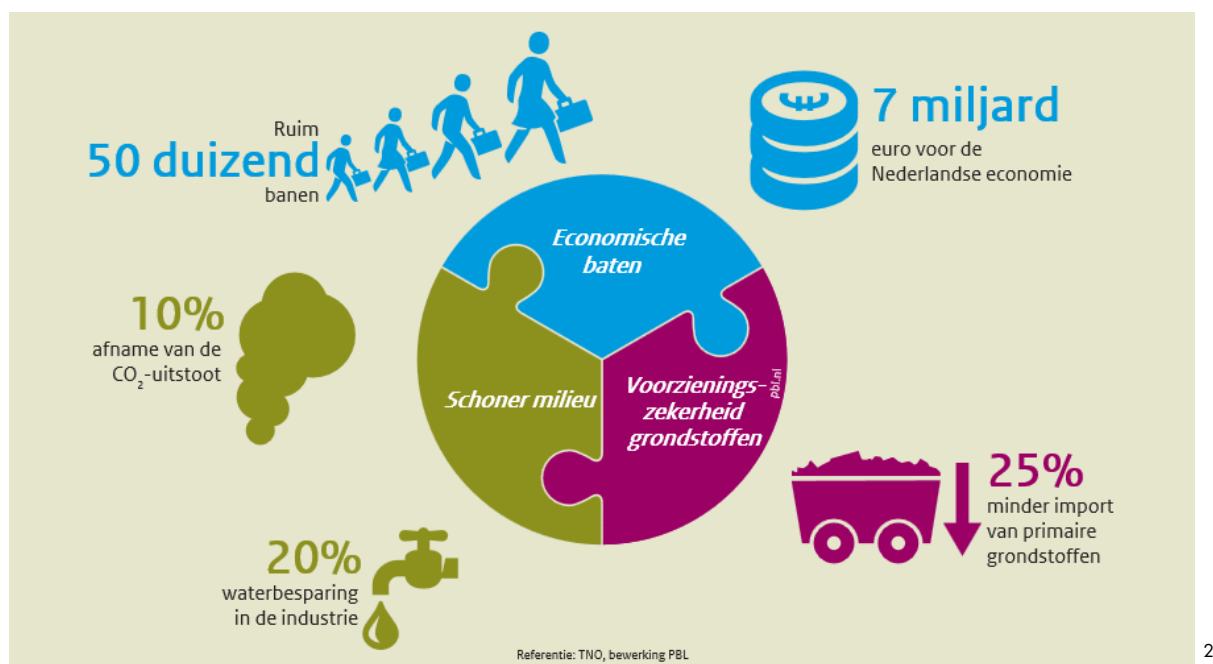 Ruim
50 duizend
banen
7 miljard
euro voor de
Nederlandse economie
Economische
baten
10%
afname van de
CO₂-uitstoot
Schoner milieu
Voorzienings-
zekerheid
grondstoffen
pbl.nl
25%
minder import
van primaire
grondstoffen
20%
waterbesparing
in de industrie
Referentie: TNO, bewerking PBL
2